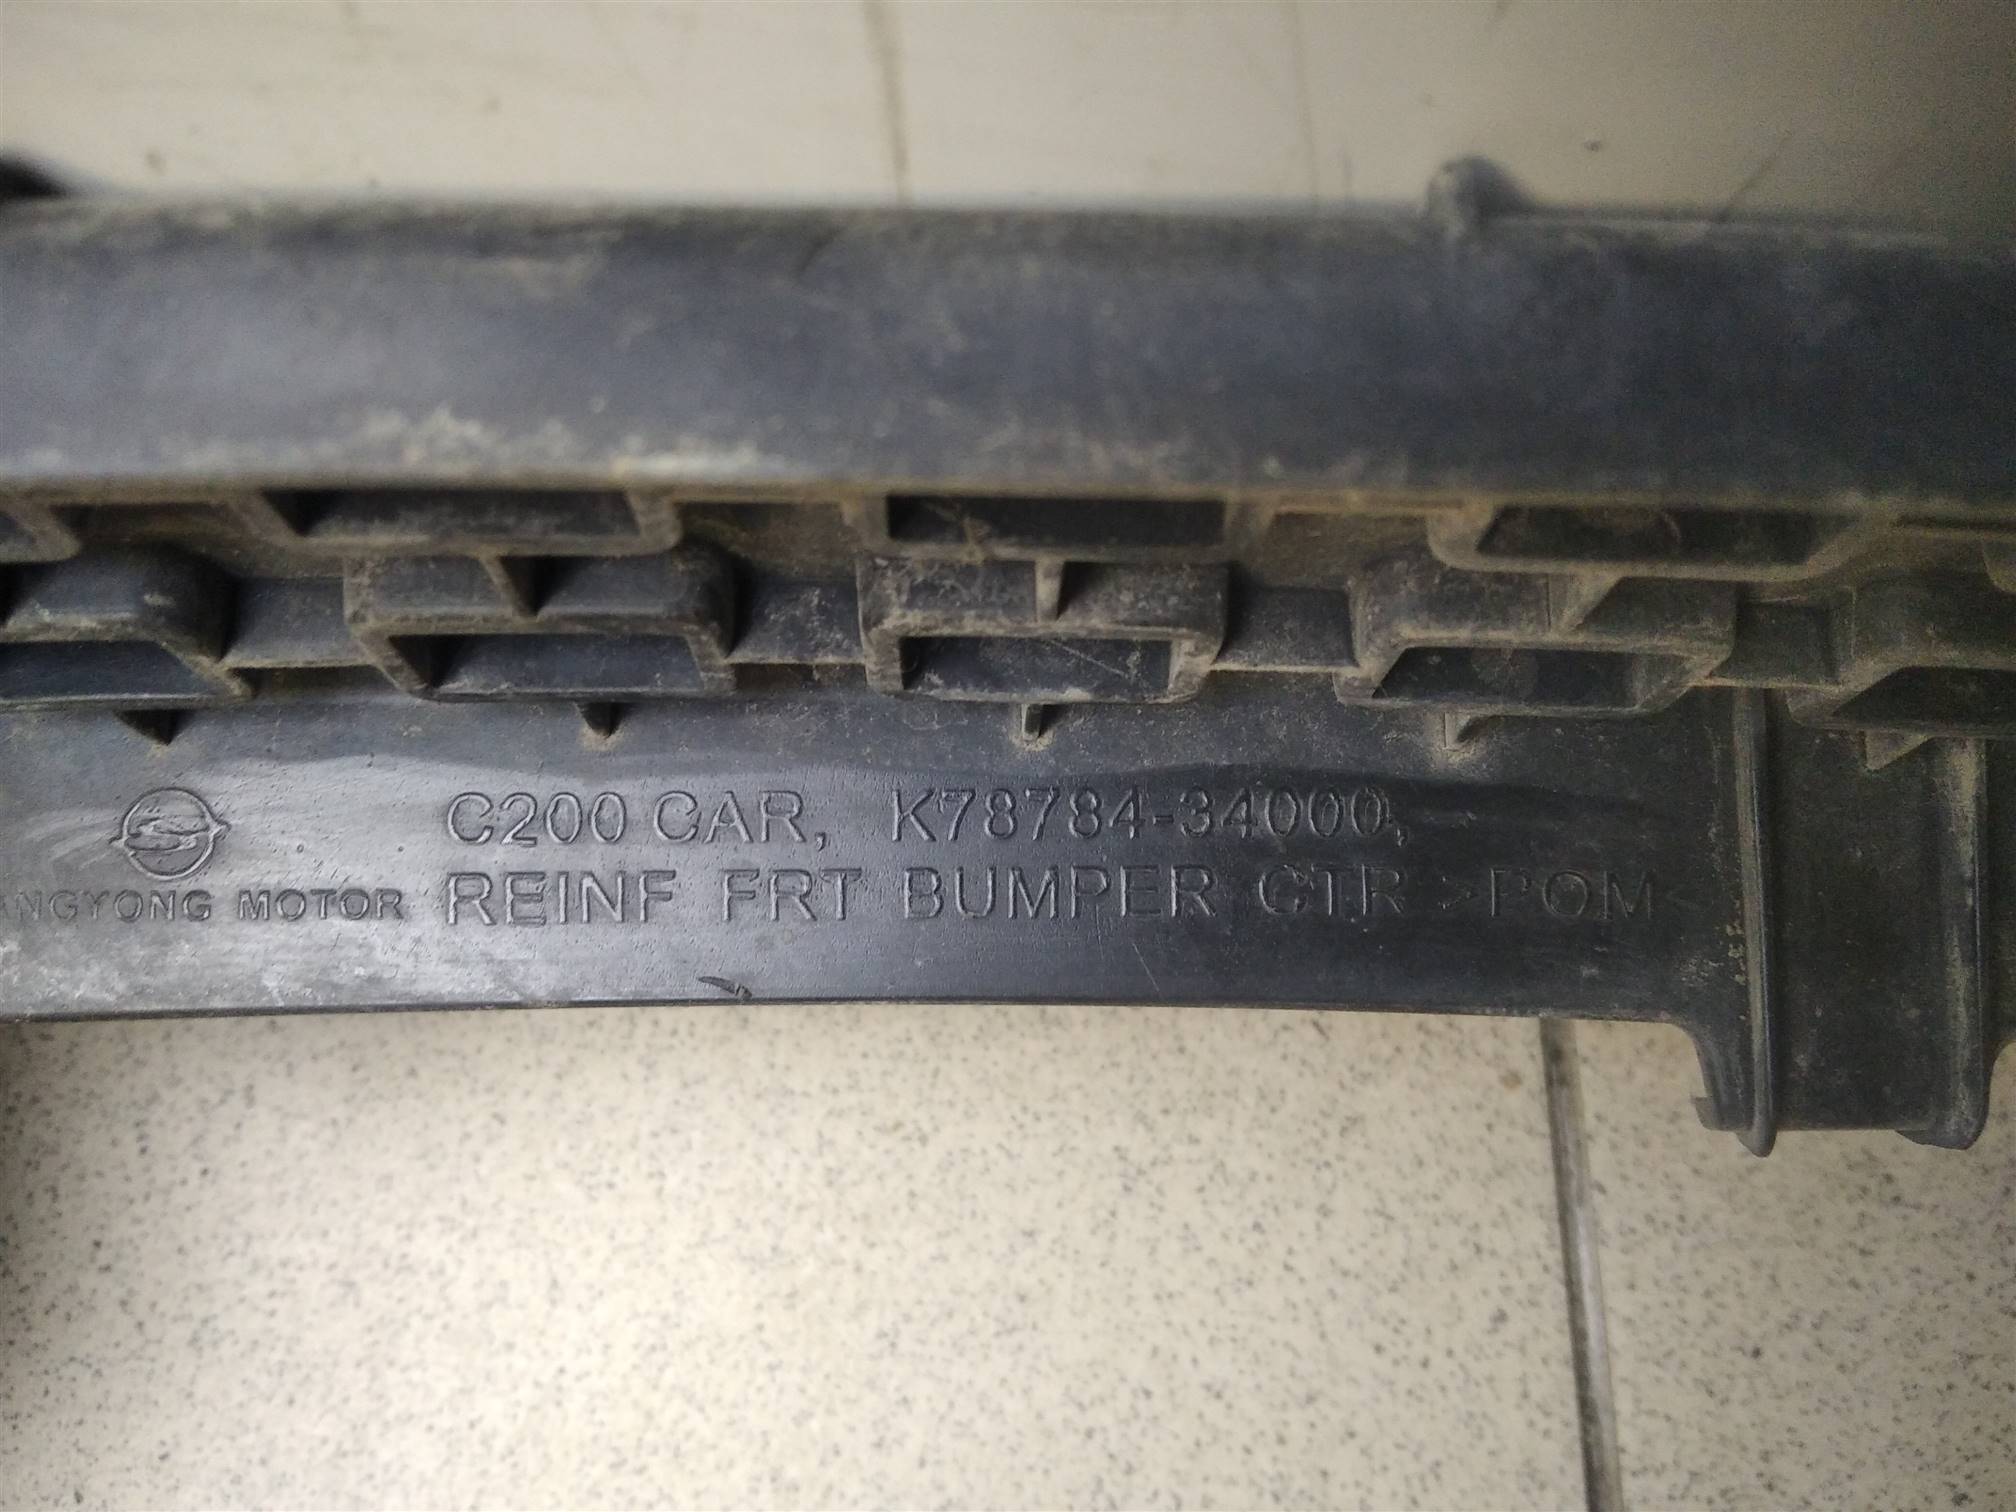 C200 CAR, K78784-34000,
ANGYONG MOTOR REINF FRT BUMPER CTR >POM<